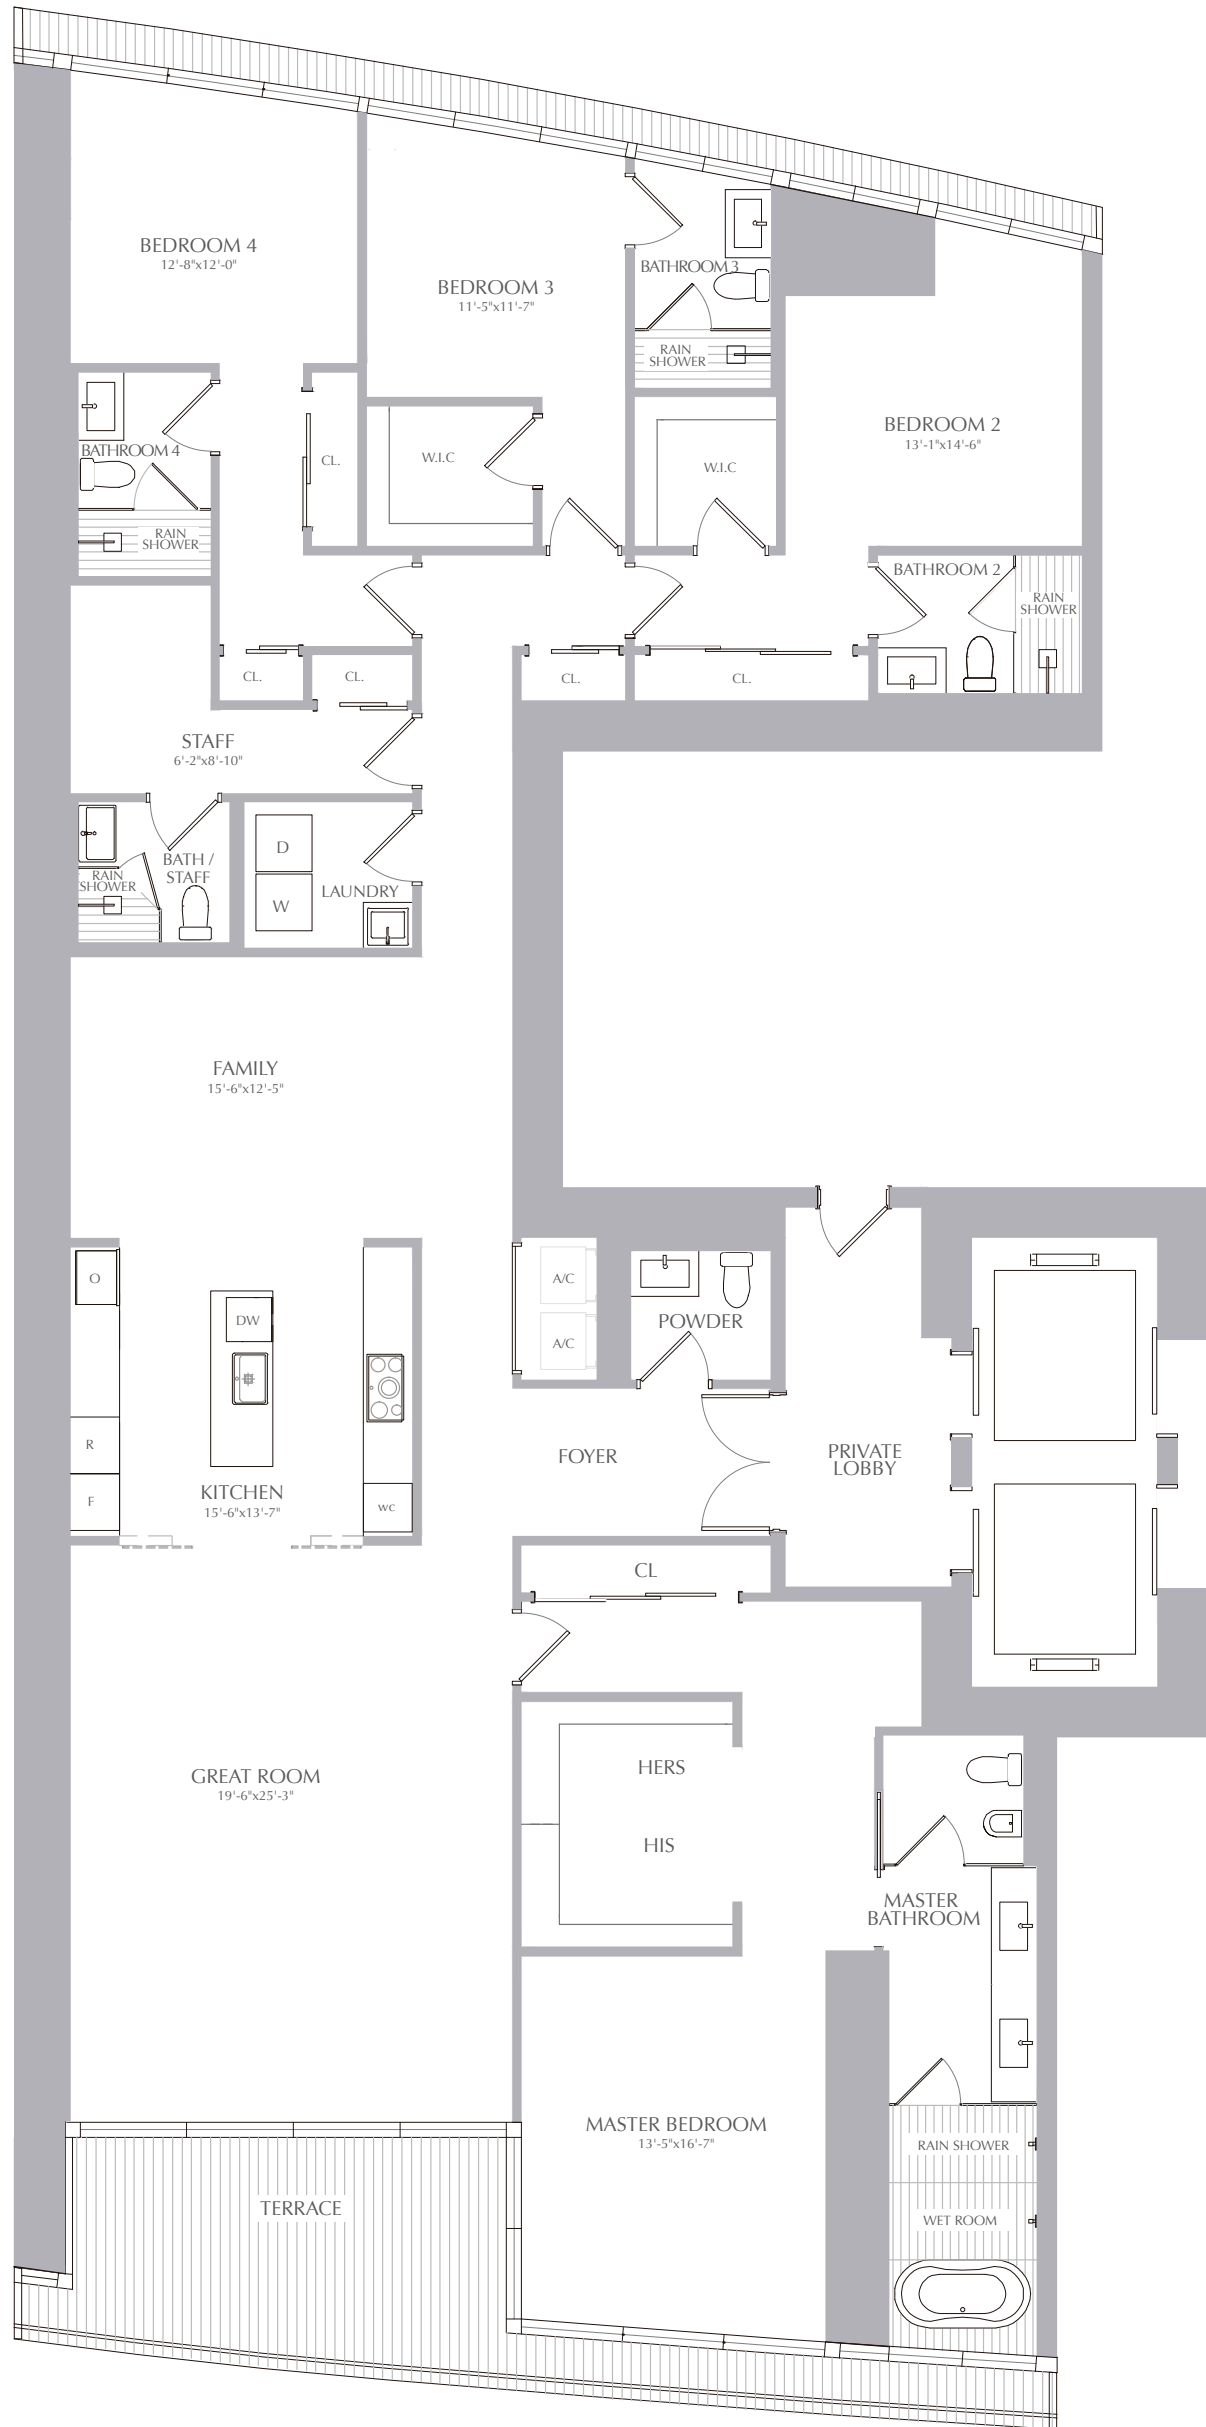 BEDROOM 4
12'-8"x12'-0"
BEDROOM 3
11'-5"x11'-7"
BATHROOM 3
RAIN
SHOWER
BEDROOM 2
13'-1"x14'-6"
BATHROOM 4
RAIN
SHOWER
CL.
W.I.C
W.I.C
BATHROOM 2
RAIN
SHOWER
CL.
CL.
CL.
CL.
STAFF
6'-2"x8'-10"
BATH /
STAFF
RAIN
SHOWER
D
W
LAUNDRY
FAMILY
15'-6"x12'-5"
O
DW
R
F
KITCHEN
15'-6"x13'-7"
wc
A/C
A/C
POWDER
FOYER
PRIVATE
LOBBY
CL
GREAT ROOM
19'-6"x25'-3"
HERS
HIS
MASTER
BATHROOM
MASTER BEDROOM
13'-5"x16'-7"
RAIN SHOWER
WET ROOM
TERRACE